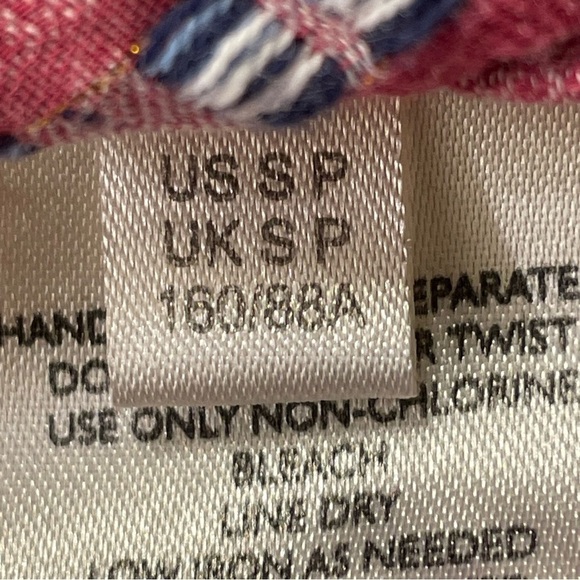 US S P
UK S P
160/88A
EPARATE
HAND
R TWIST
DO
USE ONLY NON-CHLORINE
BLEACH
LINE DRY
LOW IRON AS NEEDED